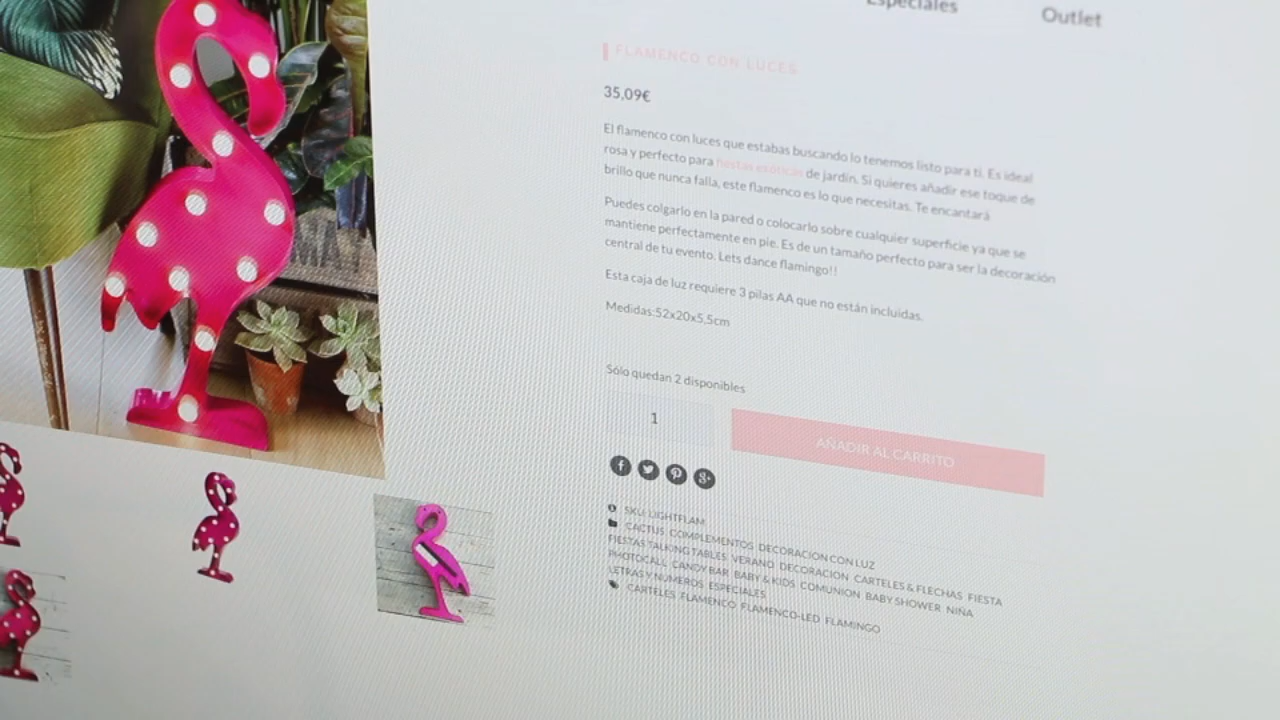 Especiales Outlet
FLAMENCO CON LUCES
35,09€
El flamenco con luces que estabas buscando lo tenemos listo para ti. Es ideal
rosa y perfecto para fiestas exóticas de jardín. Si quieres añadir ese toque de
brillo que nunca falla, este flamenco es lo que necesitas. Te encantará
Puedes colgarlo en la pared o colocarlo sobre cualquier superficie ya que se
mantiene perfectamente en pie. Es de un tamaño perfecto para ser la decoración
central de tu evento. Lets dance flamingo!!
Esta caja de luz requiere 3 pilas AA que no están incluidas.
Medidas:52x20x5,5cm
Sólo quedan 2 disponibles
1
AÑADIR AL CARRITO
SKU: LIGHTFLAM
CACTUS COMPLEMENTOS DECORACION CON LUZ
FIESTAS TALKING TABLES VERANO DECORACION CARTELES & FLECHAS FIESTA
PHOTOCALL CANDY BAR BABY & KIDS COMUNION BABY SHOWER NIÑA
LETRAS Y NUMEROS ESPECIALES
CARTELES FLAMENCO FLAMENCO-LED FLAMINGO